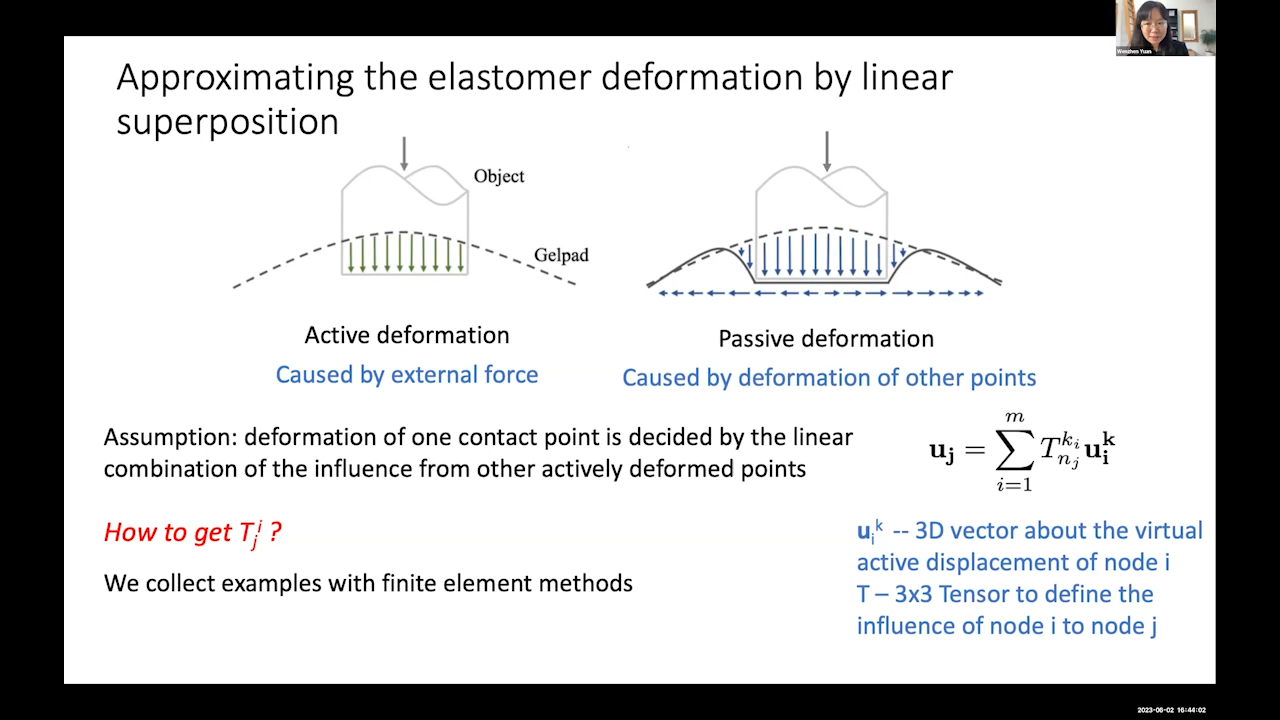 Wenzhen Yuan
Approximating the elastomer deformation by linear
superposition
Object
Gelpad
Active deformation
Caused by external force
Passive deformation
Caused by deformation of other points
Assumption: deformation of one contact point is decided by the linear
combination of the influence from other actively deformed points
u_j = \sum_{i=1}^{m} T_{n_j}^{k_i} u_i^k
How to get T_j^i ?
We collect examples with finite element methods
u_i^k -- 3D vector about the virtual
active displacement of node i
T – 3x3 Tensor to define the
influence of node i to node j
2023-06-02 16:44:02